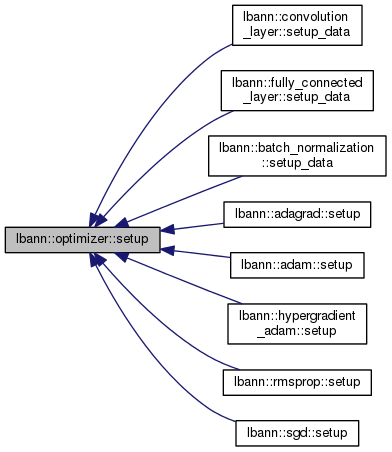 lbann::convolution
_layer::setup_data
lbann::fully_connected
_layer::setup_data
lbann::batch_normalization
::setup_data
lbann::adagrad::setup
lbann::optimizer::setup
lbann::adam::setup
lbann::hypergradient
_adam::setup
lbann::rmsprop::setup
lbann::sgd::setup